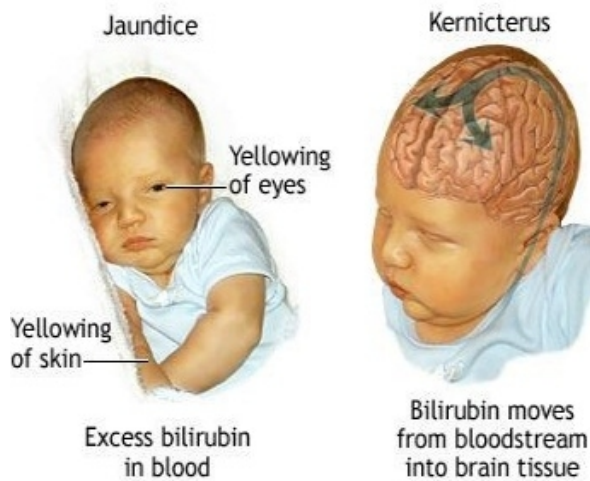 Jaundice
Yellowing
of eyes
Yellowing
of skin
Excess bilirubin
in blood
Kernicterus
Bilirubin moves
from bloodstream
into brain tissue